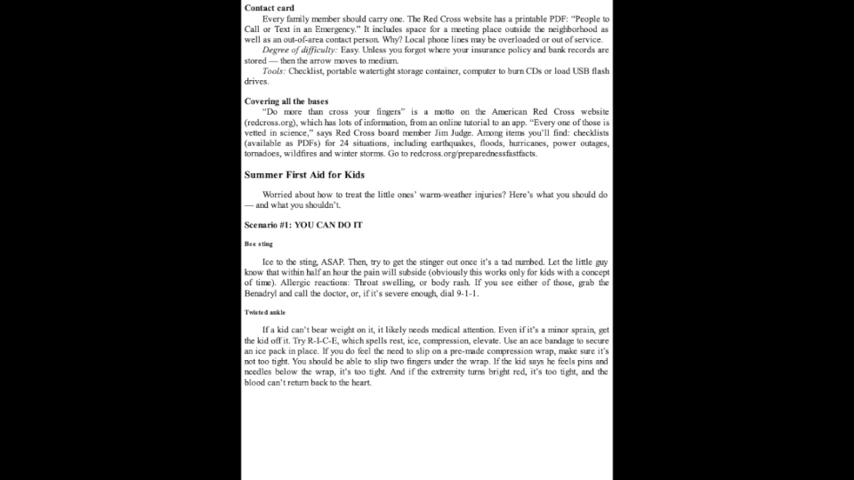 Contact card
Every family member should carry one. The Red Cross website has a printable PDF: “People to
Call or Text in an Emergency.” It includes space for a meeting place outside the neighborhood as
well as an out-of-area contact person. Why? Local phone lines may be overloaded or out of service.
Degree of difficulty: Easy. Unless you forgot where your insurance policy and bank records are
stored — then the arrow moves to medium.
Tools: Checklist, portable watertight storage container, computer to burn CDs or load USB flash
drives.
Covering all the bases
“Do more than cross your fingers” is a motto on the American Red Cross website
(redcross.org), which has lots of information, from an online tutorial to an app. “Every one of those is
vetted in science,” says Red Cross board member Jim Judge. Among items you’ll find: checklists
(available as PDFs) for 24 situations, including earthquakes, floods, hurricanes, power outages,
tornadoes, wildfires and winter storms. Go to redcross.org/preparednessfastfacts.
Summer First Aid for Kids
Worried about how to treat the little ones’ warm-weather injuries? Here’s what you should do
— and what you shouldn’t.
Scenario #1: YOU CAN DO IT
Bee sting
Ice to the sting, ASAP. Then, try to get the stinger out once it’s a tad numbed. Let the little guy
know that within half an hour the pain will subside (obviously this works only for kids with a concept
of time). Allergic reactions: Throat swelling, or body rash. If you see either of those, grab the
Benadryl and call the doctor, or, if it’s severe enough, dial 9-1-1.
Twisted ankle
If a kid can’t bear weight on it, it likely needs medical attention. Even if it’s a minor sprain, get
the kid off it. Try R-I-C-E, which spells rest, ice, compression, elevate. Use an ace bandage to secure
an ice pack in place. If you do feel the need to slip on a pre-made compression wrap, make sure it’s
not too tight. You should be able to slip two fingers under the wrap. If the kid says he feels pins and
needles below the wrap, it’s too tight. And if the extremity turns bright red, it’s too tight, and the
blood can’t return back to the heart.